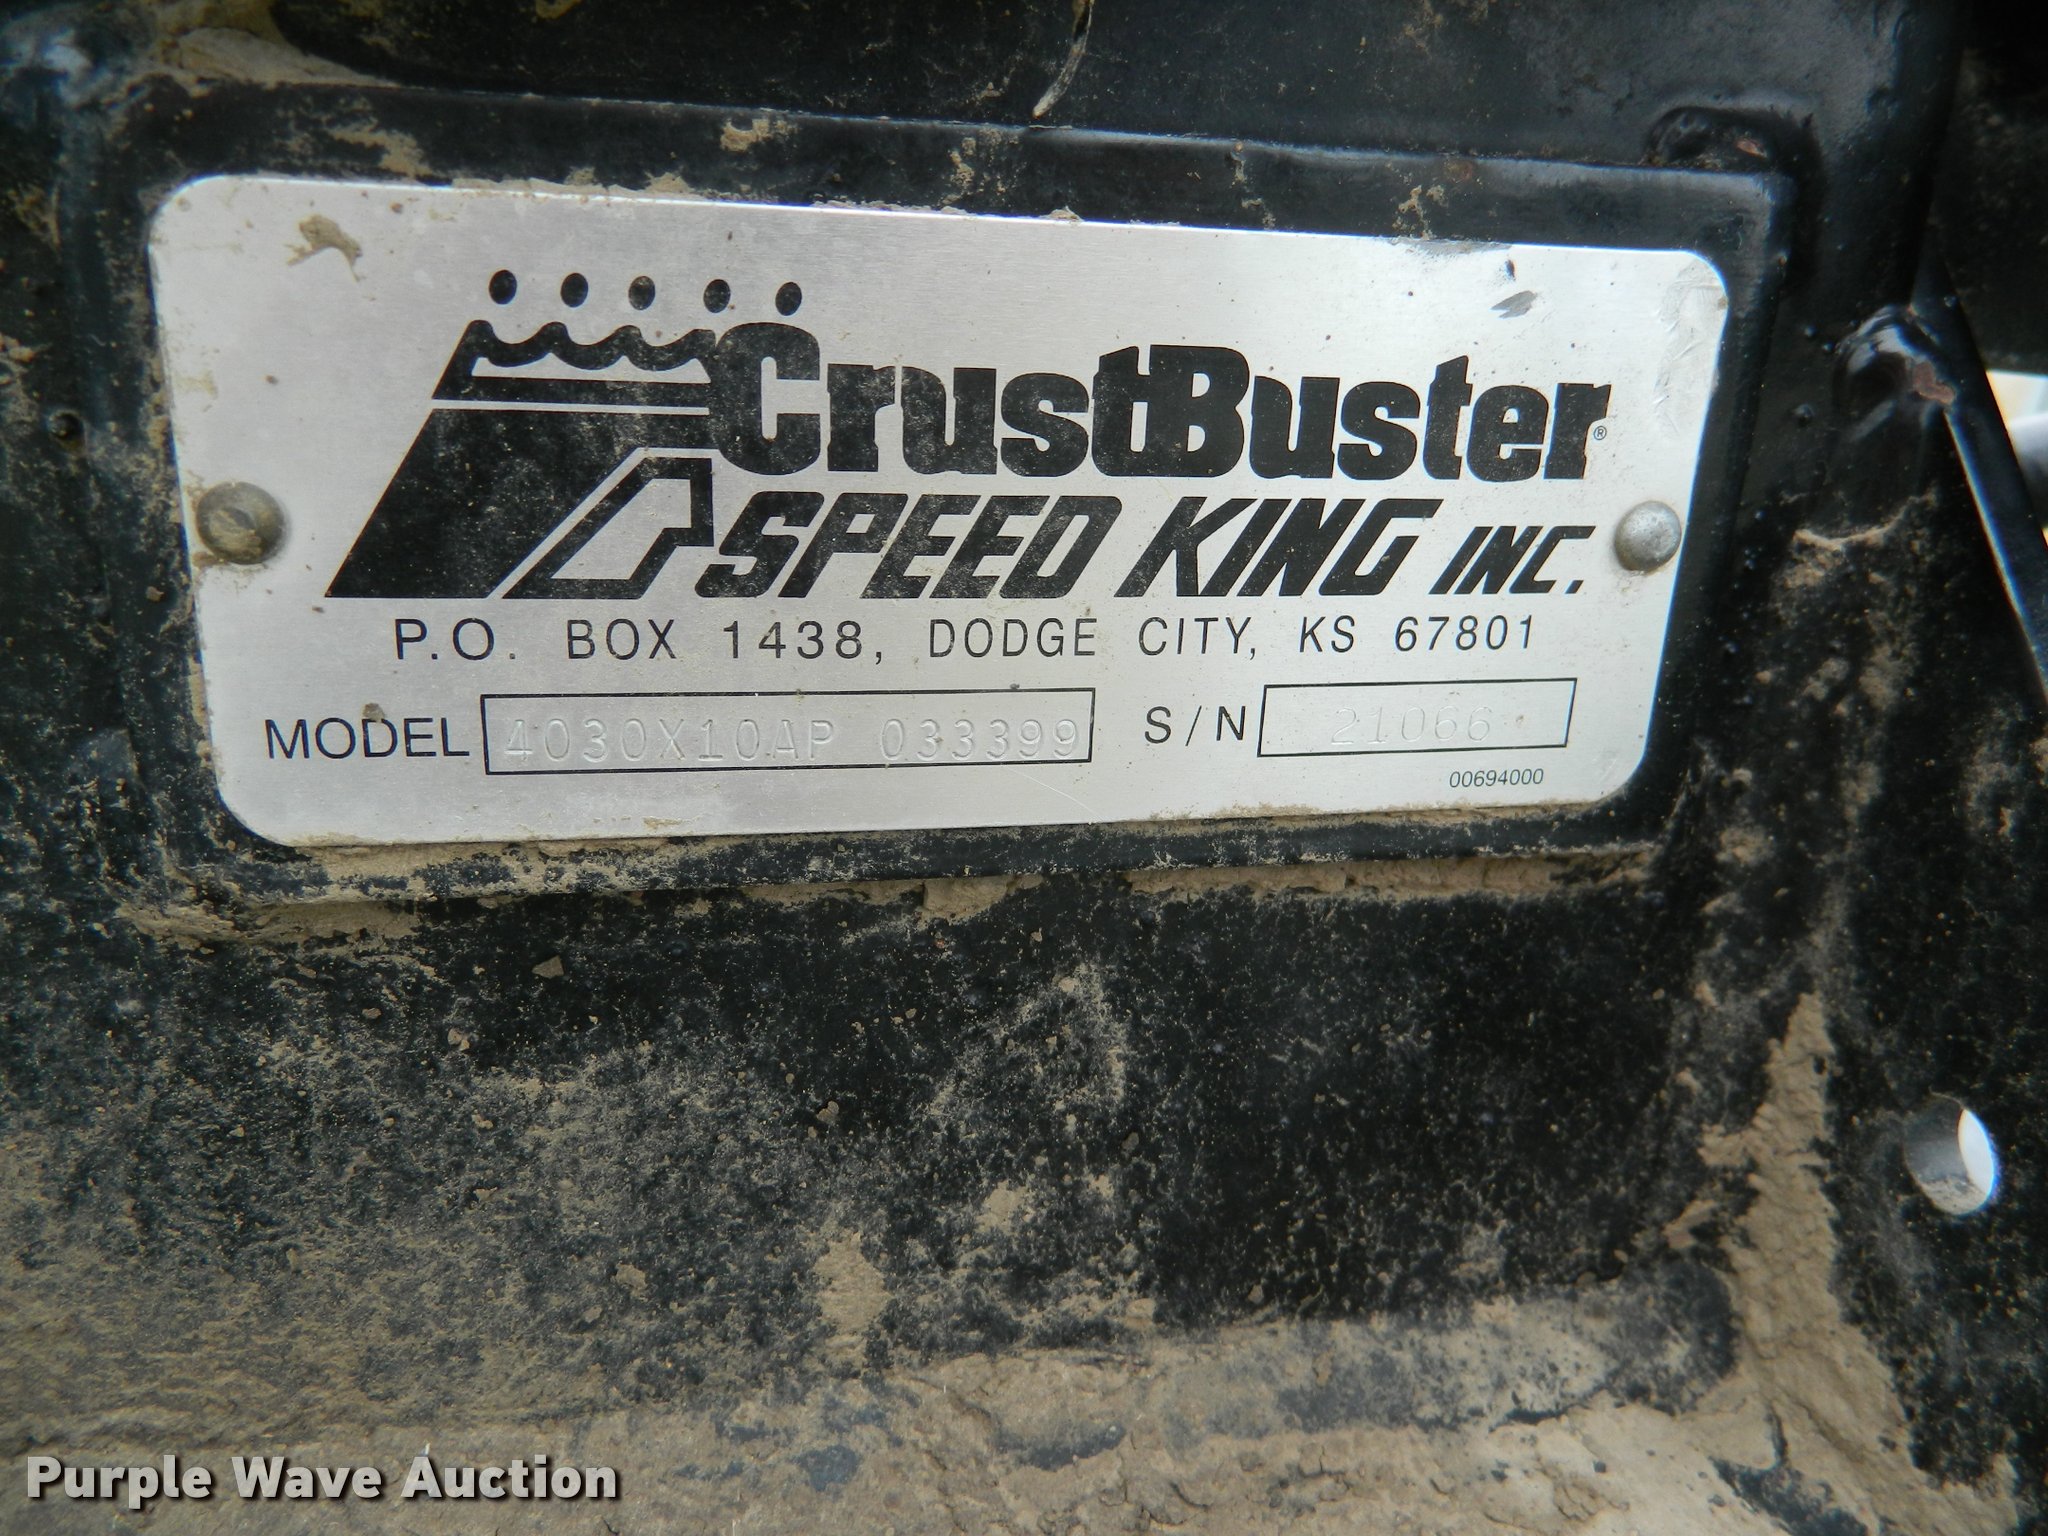 CrustBuster®
SPEED KING INC.
P.O. BOX 1438, DODGE CITY, KS 67801
MODEL 4030X10AP 033399 S/N 21066
00694000
Purple Wave Auction